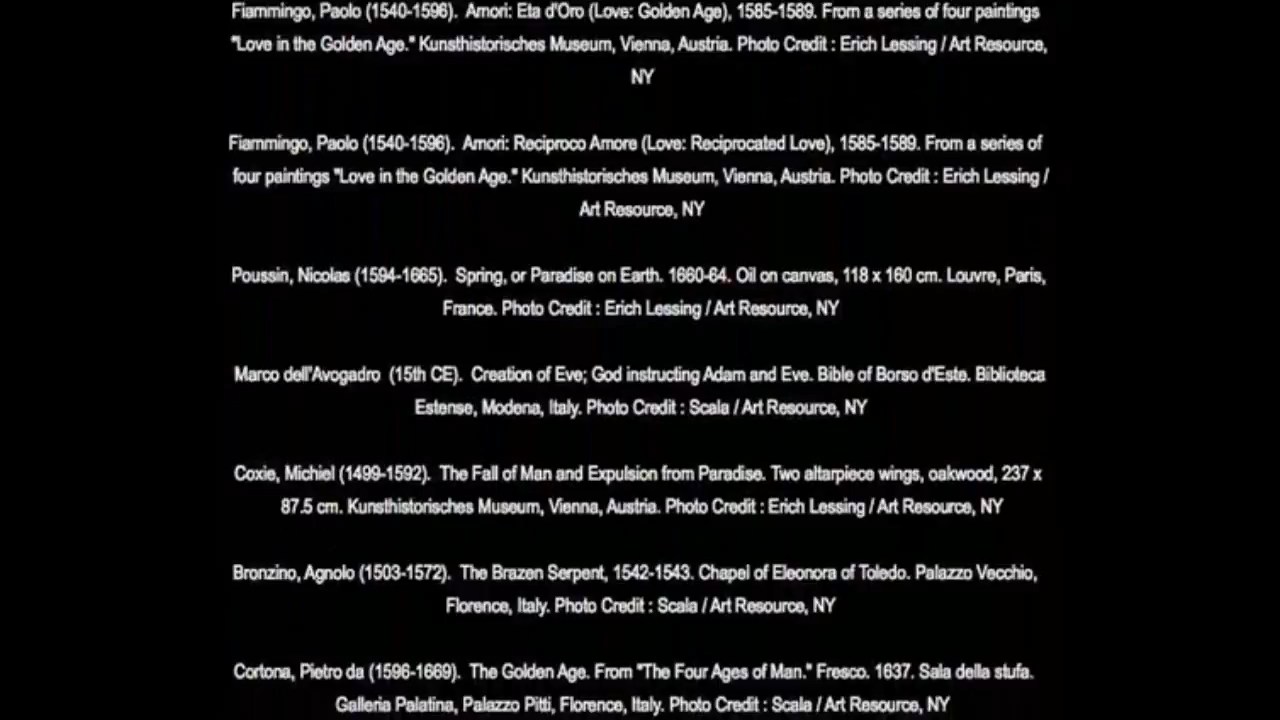 Fiammingo, Paolo (1540-1596).  Amori: Eta d'Oro (Love: Golden Age), 1585-1589. From a series of four paintings
"Love in the Golden Age." Kunsthistorisches Museum, Vienna, Austria. Photo Credit : Erich Lessing / Art Resource,
NY
Fiammingo, Paolo (1540-1596).  Amori: Reciproco Amore (Love: Reciprocated Love), 1585-1589. From a series of
four paintings "Love in the Golden Age." Kunsthistorisches Museum, Vienna, Austria. Photo Credit : Erich Lessing /
Art Resource, NY
Poussin, Nicolas (1594-1665).  Spring, or Paradise on Earth. 1660-64. Oil on canvas, 118 x 160 cm. Louvre, Paris,
France. Photo Credit : Erich Lessing / Art Resource, NY
Marco dell'Avogadro  (15th CE).  Creation of Eve; God instructing Adam and Eve. Bible of Borso d'Este. Biblioteca
Estense, Modena, Italy. Photo Credit : Scala / Art Resource, NY
Coxie, Michiel (1499-1592).  The Fall of Man and Expulsion from Paradise. Two altarpiece wings, oakwood, 237 x
87.5 cm. Kunsthistorisches Museum, Vienna, Austria. Photo Credit : Erich Lessing / Art Resource, NY
Bronzino, Agnolo (1503-1572).  The Brazen Serpent, 1542-1543. Chapel of Eleonora of Toledo. Palazzo Vecchio,
Florence, Italy. Photo Credit : Scala / Art Resource, NY
Cortona, Pietro da (1596-1669).  The Golden Age. From "The Four Ages of Man." Fresco. 1637. Sala della stufa.
Galleria Palatina, Palazzo Pitti, Florence, Italy. Photo Credit : Scala / Art Resource, NY